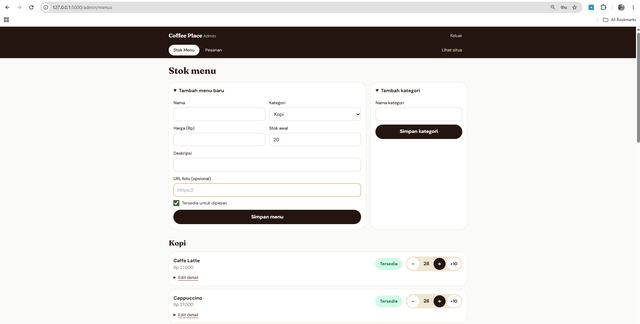 127.0.0.1:5000/admin/menus
All Bookmarks
Coffee Place Admin
Keluar
Stok Menu
Pesanan
Lihat situs
Stok menu
▼ Tambah menu baru
Nama
Kategori
Kopi
Harga (Rp)
Stok awal
20
Deskripsi
URL foto (opsional)
https://
Tersedia untuk dipesan
Simpan menu
▼ Tambah kategori
Nama kategori
Simpan kategori
Kopi
Caffe Latte
Rp 27.000
Tersedia
− 28 + +10
▸ Edit detail
Cappuccino
Rp 27.000
Tersedia
− 28 + +10
▸ Edit detail